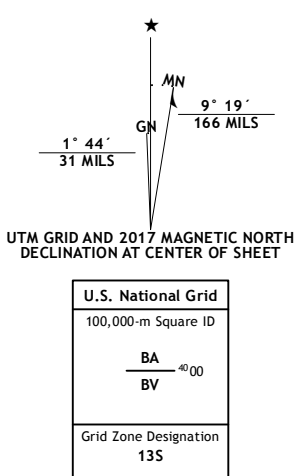 ★
MN
GN
9° 19´
166 MILS
1° 44´
31 MILS
UTM GRID AND 2017 MAGNETIC NORTH
DECLINATION AT CENTER OF SHEET
U.S. National Grid
100,000-m Square ID
BA
4000
BV
Grid Zone Designation
13S